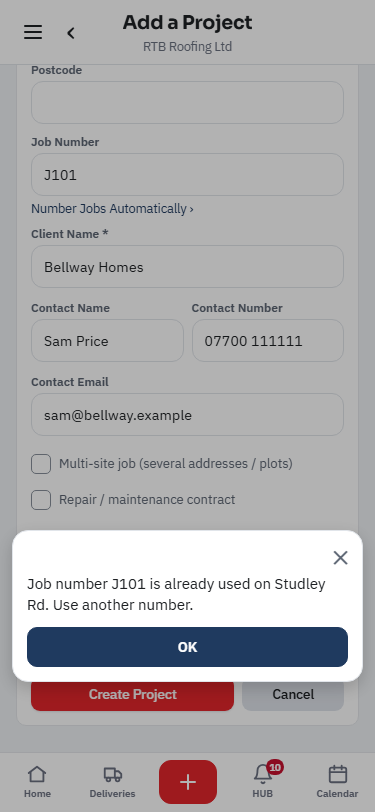 Add a Project
RTB Roofing Ltd
Postcode
Job Number
J101
Number Jobs Automatically ›
Client Name *
Bellway Homes
Contact Name
Contact Number
Sam Price
07700 111111
Contact Email
sam@bellway.example
Multi-site job (several addresses / plots)
Repair / maintenance contract
Job number J101 is already used on Studley
Rd. Use another number.
OK
Create Project
Cancel
10
Home
Deliveries
HUB
Calendar